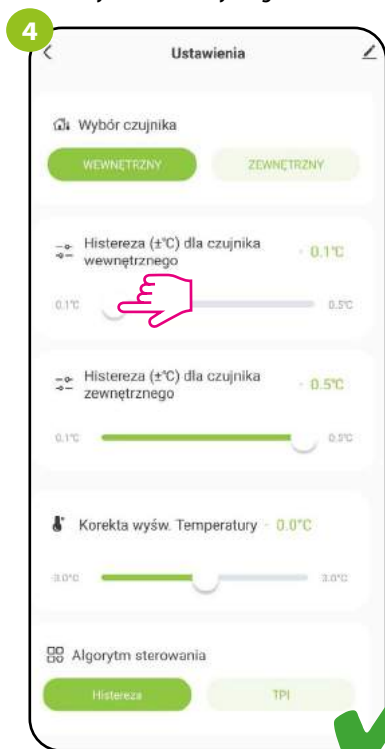 4
Ustawienia
Wybór czujnika
WEWNĘTRZNY ZEWNĘTRZNY
Histereza (±°C) dla czujnika
wewnętrznego
- 0.1°C
0.1°C 0.5°C
Histereza (±°C) dla czujnika
zewnętrznego
- 0.5°C
0.1°C 0.5°C
Korekta wyśw. Temperatury - 0.0°C
-3.0°C 3.0°C
Algorytm sterowania
Histereza TPI